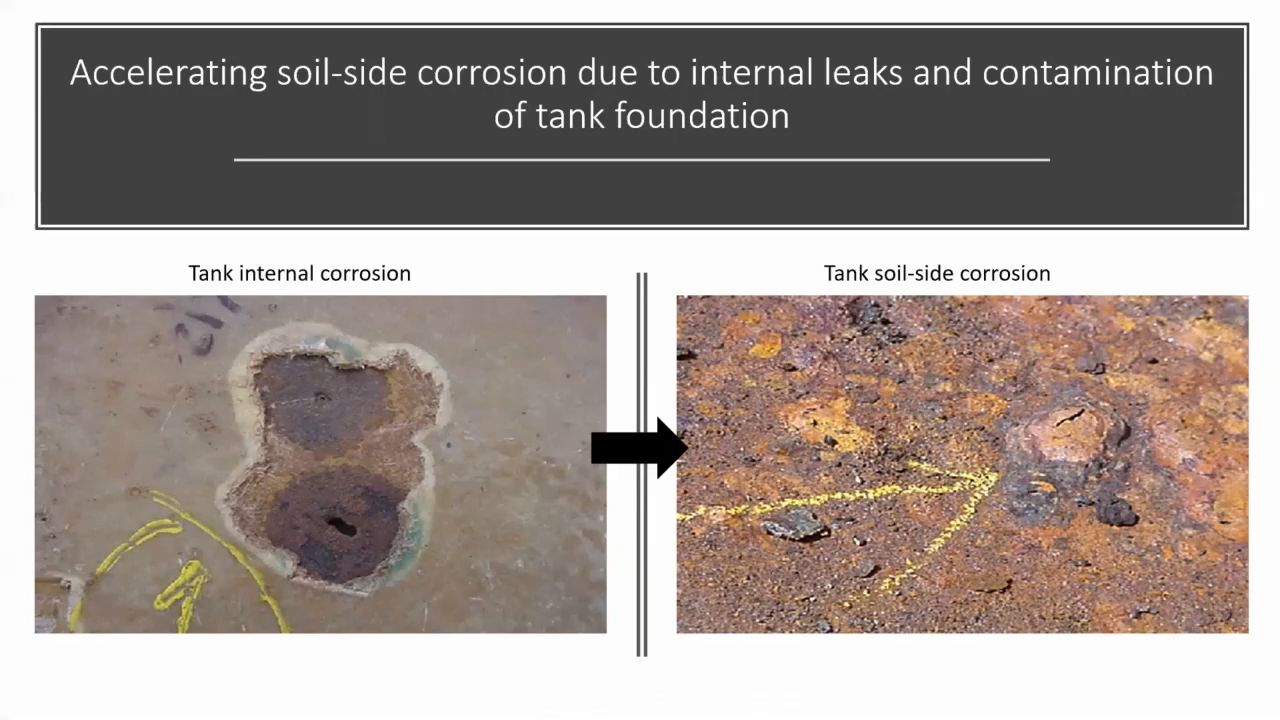 Accelerating soil-side corrosion due to internal leaks and contamination
of tank foundation
Tank internal corrosion
Tank soil-side corrosion